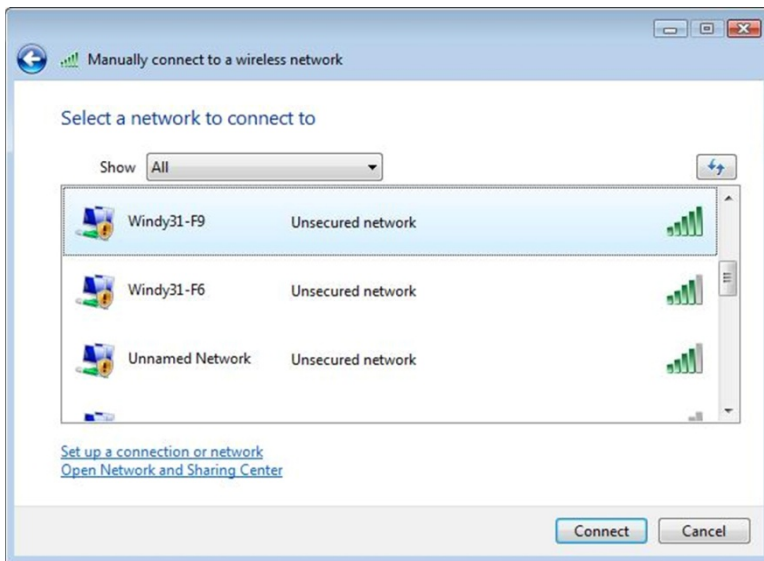 Manually connect to a wireless network
Select a network to connect to
Show All
Windy31-F9 Unsecured network
Windy31-F6 Unsecured network
Unnamed Network Unsecured network
Set up a connection or network
Open Network and Sharing Center
Connect Cancel